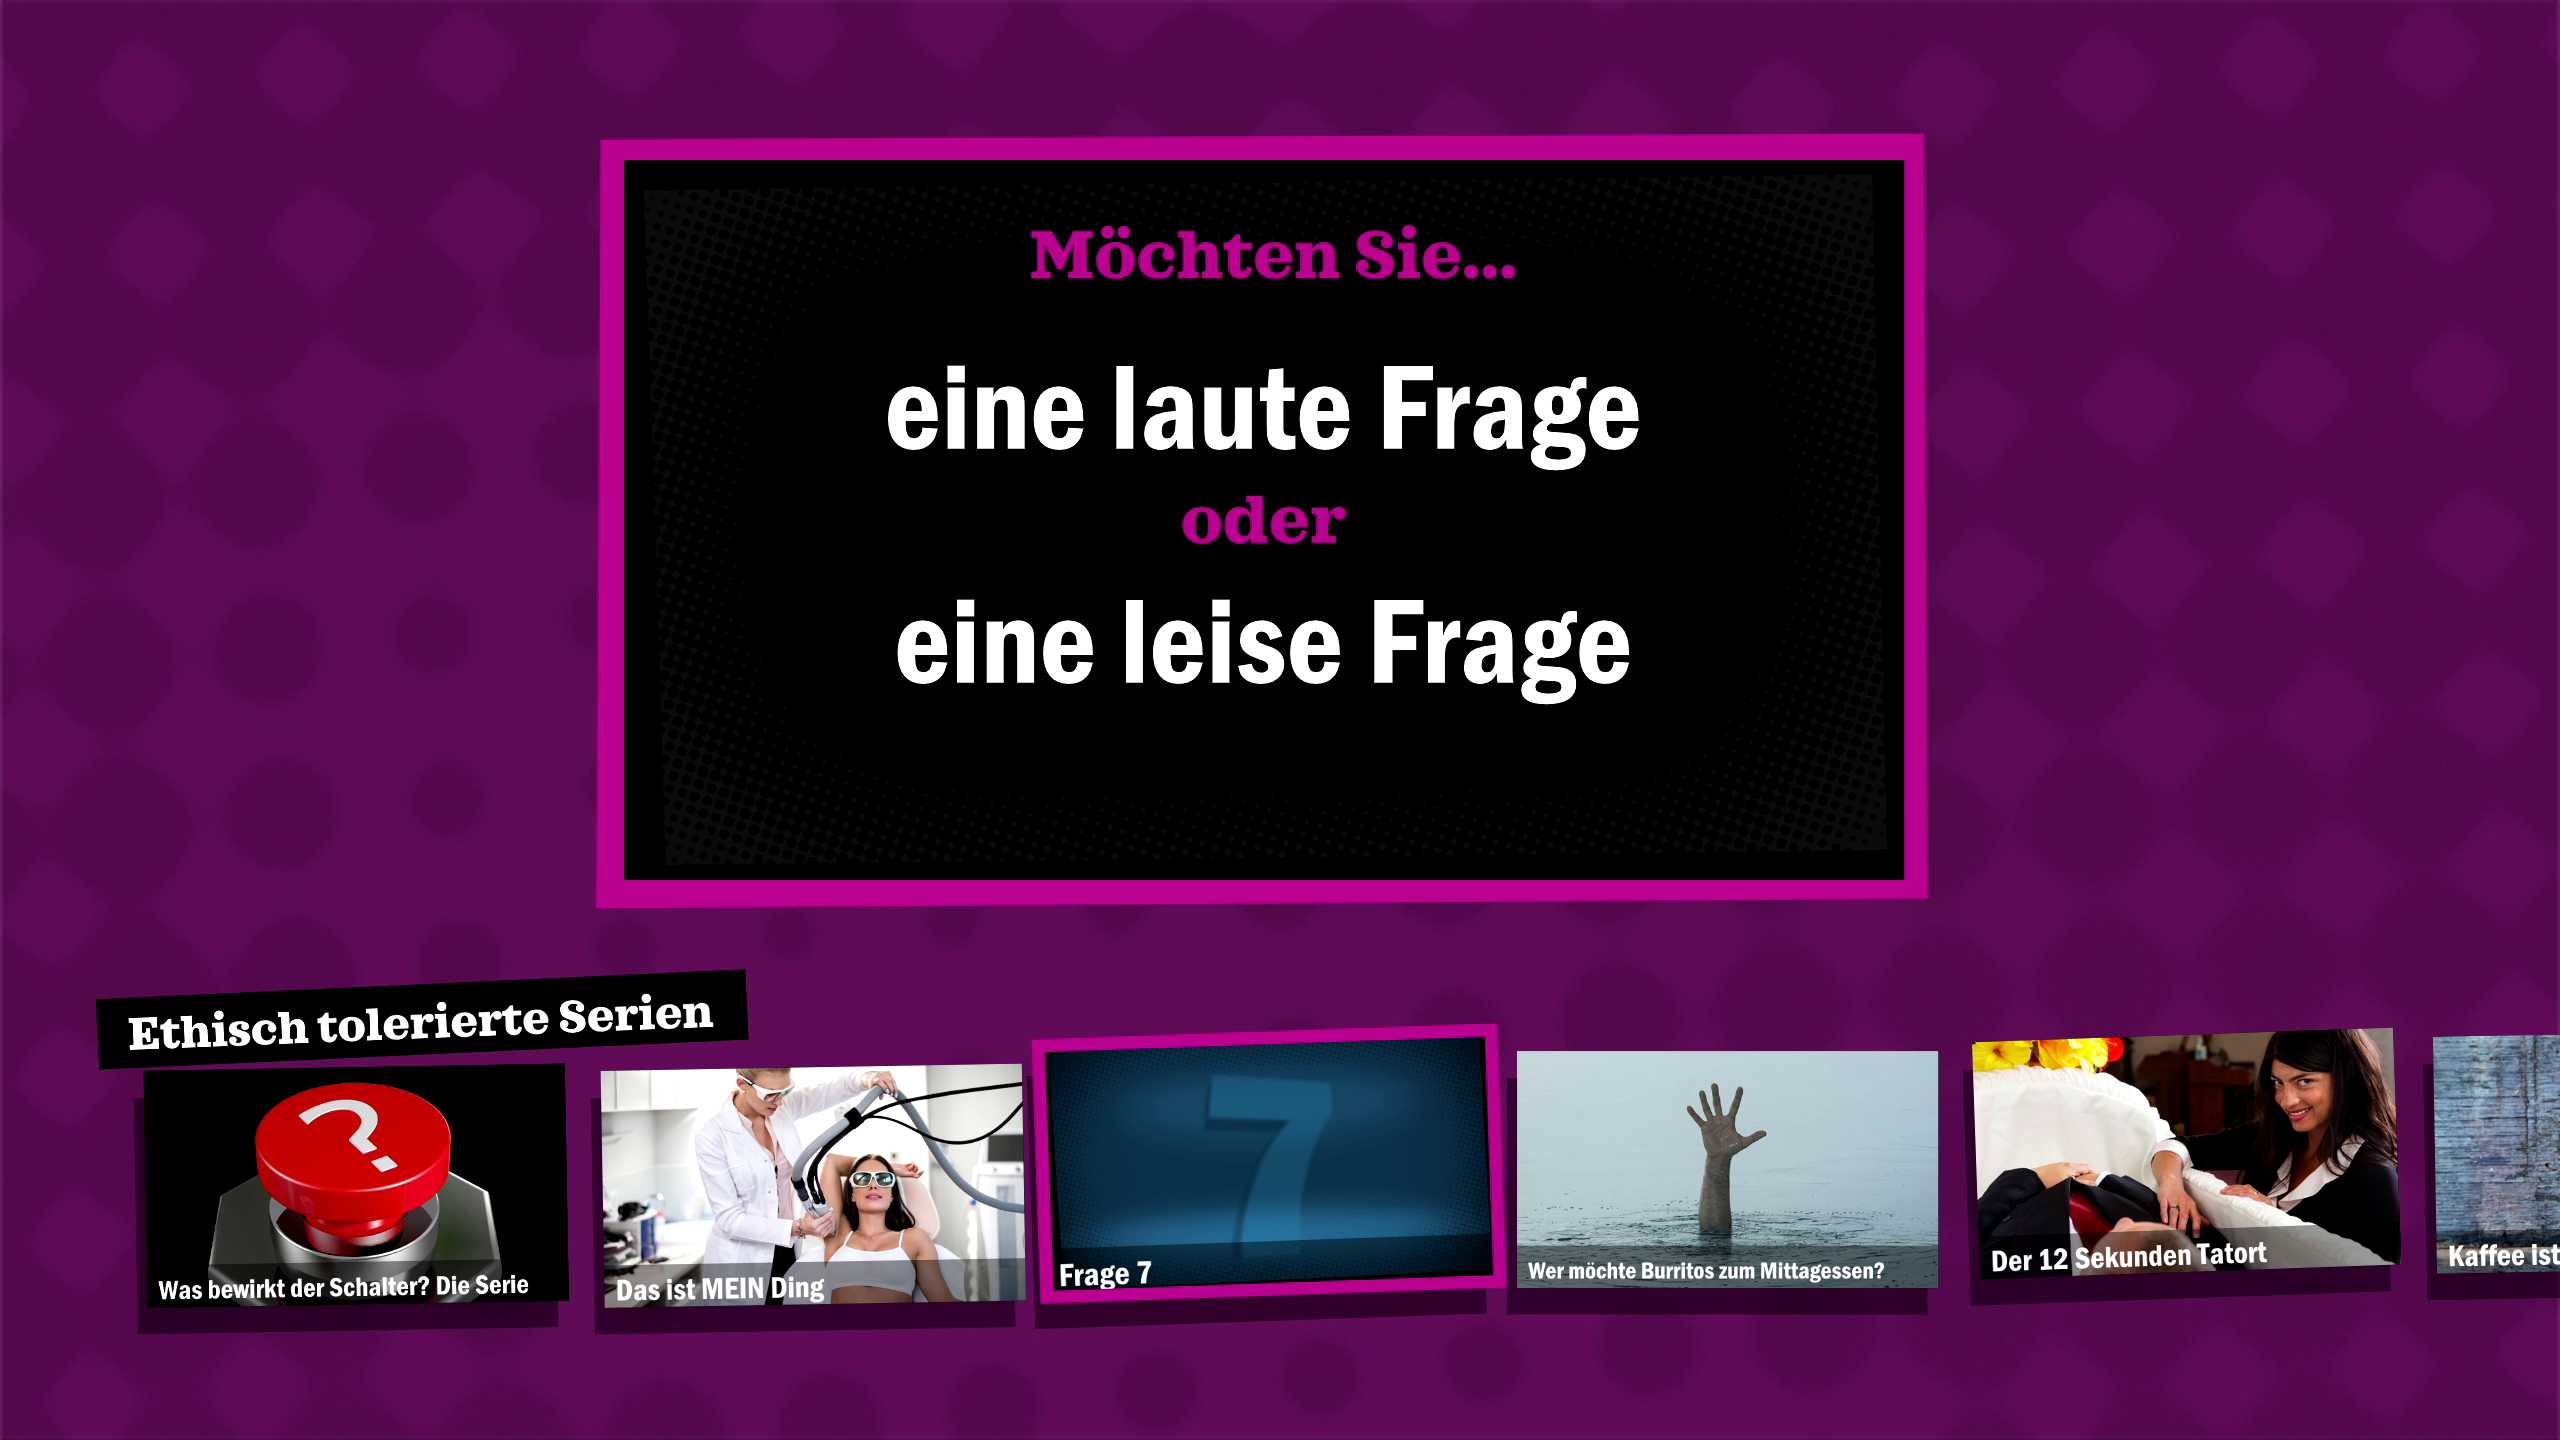 Möchten Sie...
eine laute Frage
oder
eine leise Frage
Ethisch tolerierte Serien
?
Was bewirkt der Schalter? Die Serie
Das ist MEIN Ding
7
Frage 7
Wer möchte Burritos zum Mittagessen?
Der 12 Sekunden Tatort
Kaffee ist